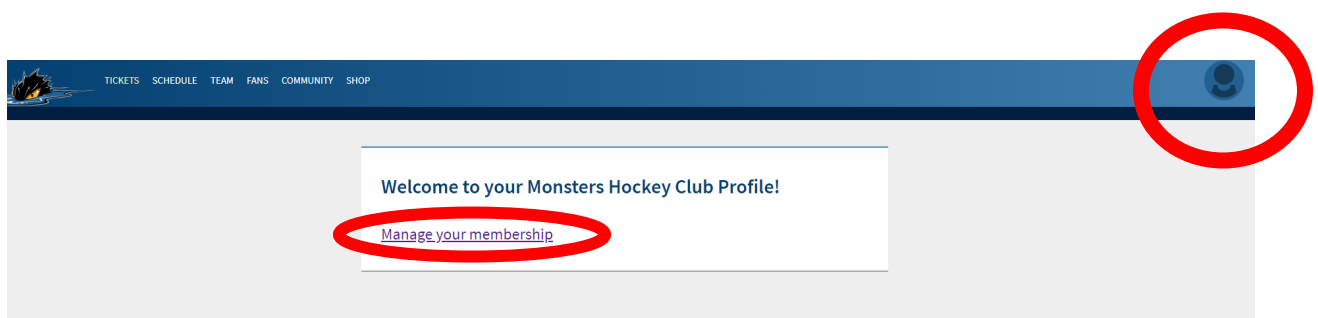 TICKETS SCHEDULE TEAM FANS COMMUNITY SHOP
Welcome to your Monsters Hockey Club Profile!
Manage your membership